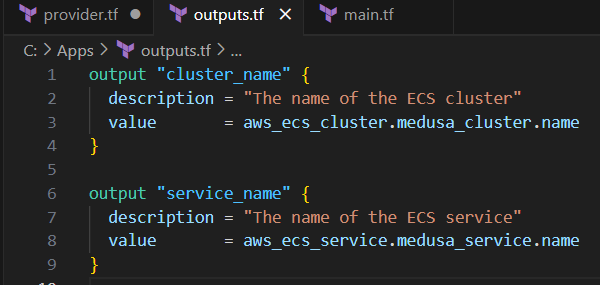 provider.tf outputs.tf main.tf
C: > Apps > outputs.tf > ...
1 output "cluster_name" {
2   description = "The name of the ECS cluster"
3   value       = aws_ecs_cluster.medusa_cluster.name
4 }
5
6 output "service_name" {
7   description = "The name of the ECS service"
8   value       = aws_ecs_service.medusa_service.name
9 }
10